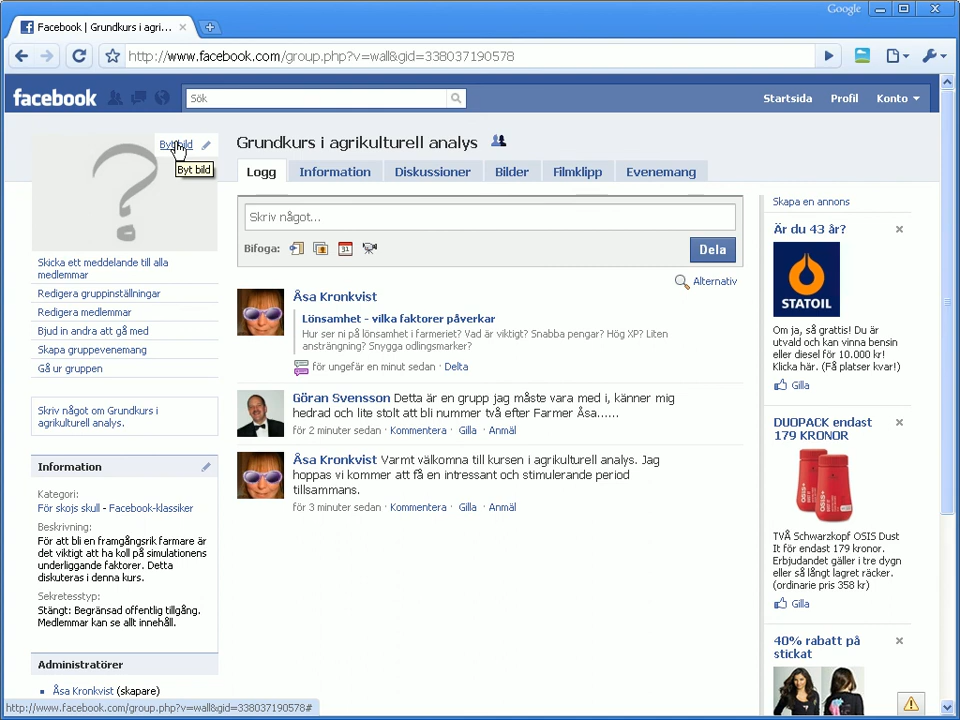 Google
Facebook | Grundkurs i agri...
http://www.facebook.com/group.php?v=wall&gid=338037190578
facebook
Sök
Startsida Profil Konto
Byt bild
Byt bild
Grundkurs i agrikulturell analys
Logg Information Diskussioner Bilder Filmklipp Evenemang
Skriv något...
Bifoga:
31
Dela
Alternativ
Skicka ett meddelande till alla
medlemmar
Redigera gruppinställningar
Redigera medlemmar
Bjud in andra att gå med
Skapa gruppevenemang
Gå ur gruppen
Skriv något om Grundkurs i
agrikulturell analys.
Information
Kategori:
För skojs skull - Facebook-klassiker
Beskrivning:
För att bli en framgångsrik farmare är
det viktigt att ha koll på simulationens
underliggande faktorer. Detta
diskuteras i denna kurs.
Sekretesstyp:
Stängt: Begränsad offentlig tillgång.
Medlemmar kan se allt innehåll.
Administratörer
Åsa Kronkvist (skapare)
http://www.facebook.com/group.php?v=wall&gid=338037190578#
Åsa Kronkvist
Lönsamhet - vilka faktorer påverkar
Hur ser ni på lönsamhet i farmeriet? Vad är viktigt? Snabba pengar? Hög XP? Liten
ansträngning? Snygga odlingsmarker?
för ungefär en minut sedan · Delta
Göran Svensson Detta är en grupp jag måste vara med i, känner mig
hedrad och lite stolt att bli nummer två efter Farmer Åsa......
för 2 minuter sedan · Kommentera · Gilla · Anmäl
Åsa Kronkvist Varmt välkomna till kursen i agrikulturell analys. Jag
hoppas vi kommer att få en intressant och stimulerande period
tillsammans.
för 3 minuter sedan · Kommentera · Gilla · Anmäl
Skapa en annons
Är du 43 år?
STATOIL
Om ja, så grattis! Du är
utvald och kan vinna bensin
eller diesel för 10.000 kr!
Klicka här. (Få platser kvar!)
Gilla
DUOPACK endast
179 KRONOR
TVÅ Schwarzkopf OSIS Dust
It för endast 179 kronor.
Erbjudandet gäller i tre dygn
eller så långt lagret räcker.
(ordinarie pris 358 kr)
Gilla
40% rabatt på
stickat